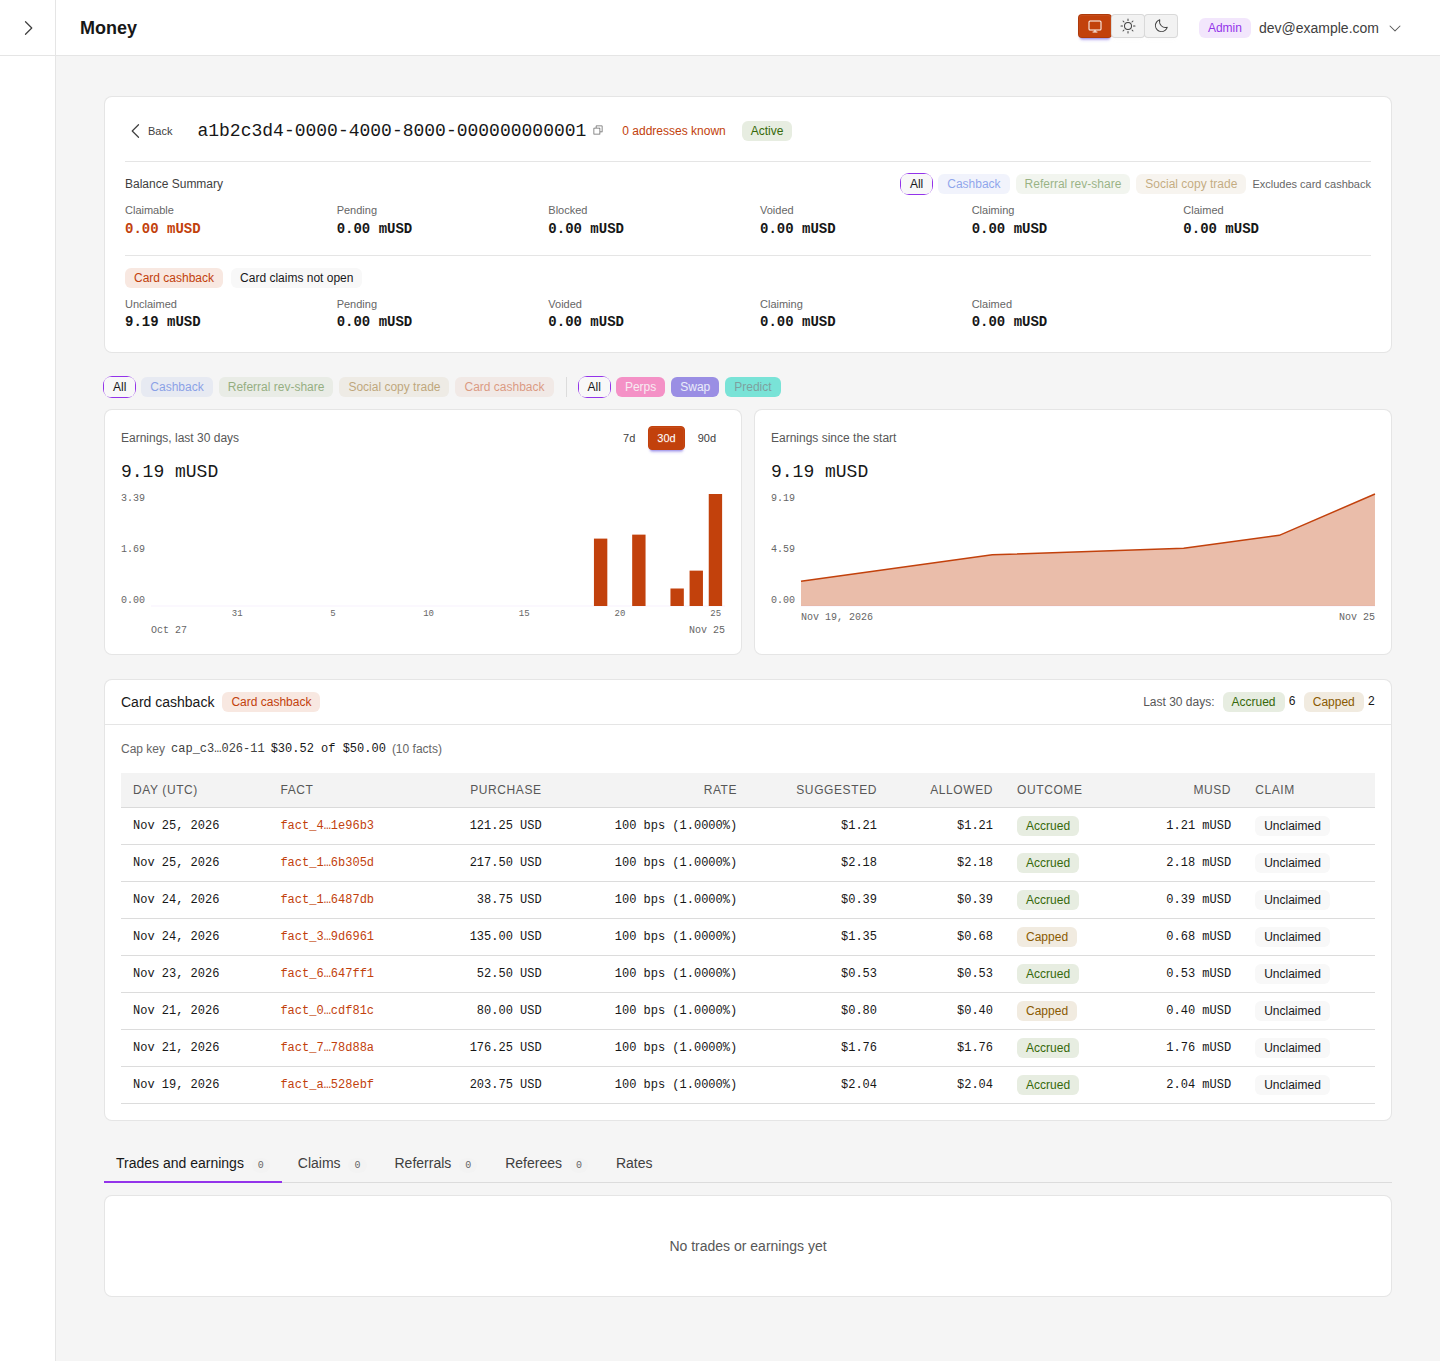 Money
Admin dev@example.com
Back a1b2c3d4-0000-4000-8000-000000000001 0 addresses known Active
Balance Summary All Cashback Referral rev-share Social copy trade Excludes card cashback
Claimable Pending Blocked Voided Claiming Claimed
0.00 mUSD 0.00 mUSD 0.00 mUSD 0.00 mUSD 0.00 mUSD 0.00 mUSD
Card cashback Card claims not open
Unclaimed Pending Voided Claiming Claimed
9.19 mUSD 0.00 mUSD 0.00 mUSD 0.00 mUSD 0.00 mUSD
All Cashback Referral rev-share Social copy trade Card cashback All Perps Swap Predict
Earnings, last 30 days 7d 30d 90d
9.19 mUSD
3.39
1.69
0.00
31 5 10 15 20 25
Oct 27 Nov 25
Earnings since the start
9.19 mUSD
9.19
4.59
0.00
Nov 19, 2026 Nov 25
Card cashback Card cashback Last 30 days: Accrued 6 Capped 2
Cap key cap_c3…026-11 $30.52 of $50.00 (10 facts)
DAY (UTC) FACT PURCHASE RATE SUGGESTED ALLOWED OUTCOME MUSD CLAIM
Nov 25, 2026 fact_4…1e96b3 121.25 USD 100 bps (1.0000%) $1.21 $1.21 Accrued 1.21 mUSD Unclaimed
Nov 25, 2026 fact_1…6b305d 217.50 USD 100 bps (1.0000%) $2.18 $2.18 Accrued 2.18 mUSD Unclaimed
Nov 24, 2026 fact_1…6487db 38.75 USD 100 bps (1.0000%) $0.39 $0.39 Accrued 0.39 mUSD Unclaimed
Nov 24, 2026 fact_3…9d6961 135.00 USD 100 bps (1.0000%) $1.35 $0.68 Capped 0.68 mUSD Unclaimed
Nov 23, 2026 fact_6…647ff1 52.50 USD 100 bps (1.0000%) $0.53 $0.53 Accrued 0.53 mUSD Unclaimed
Nov 21, 2026 fact_0…cdf81c 80.00 USD 100 bps (1.0000%) $0.80 $0.40 Capped 0.40 mUSD Unclaimed
Nov 21, 2026 fact_7…78d88a 176.25 USD 100 bps (1.0000%) $1.76 $1.76 Accrued 1.76 mUSD Unclaimed
Nov 19, 2026 fact_a…528ebf 203.75 USD 100 bps (1.0000%) $2.04 $2.04 Accrued 2.04 mUSD Unclaimed
Trades and earnings 0 Claims 0 Referrals 0 Referees 0 Rates
No trades or earnings yet